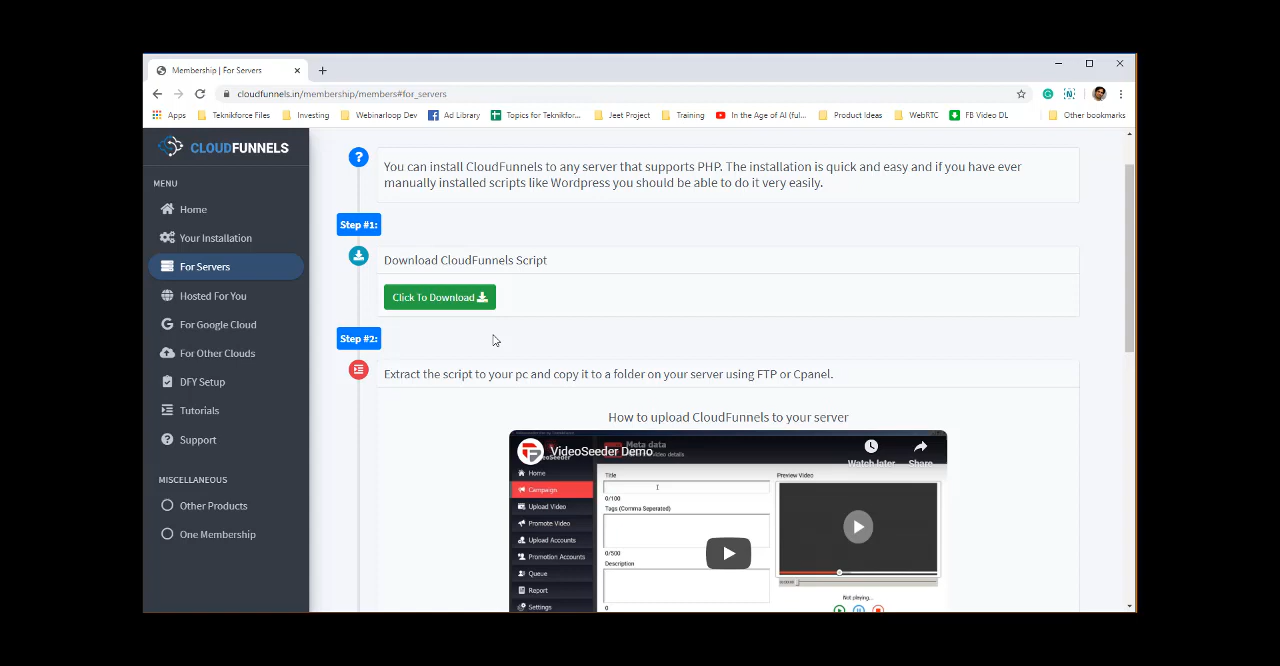 Membership | For Servers
cloudfunnels.in/membership/members#for_servers
Apps Teknikforce Files Investing Webinarloop Dev Ad Library Topics for Teknikfor... Jeet Project Training In the Age of AI (ful... Product Ideas WebRTC FB Video DL Other bookmarks
CLOUDFUNNELS
MENU
Home
Your Installation
For Servers
Hosted For You
For Google Cloud
For Other Clouds
DFY Setup
Tutorials
Support
MISCELLANEOUS
Other Products
One Membership
You can install CloudFunnels to any server that supports PHP. The installation is quick and easy and if you have ever
manually installed scripts like Wordpress you should be able to do it very easily.
Step #1:
Download CloudFunnels Script
Click To Download
Step #2:
Extract the script to your pc and copy it to a folder on your server using FTP or Cpanel.
How to upload CloudFunnels to your server
VideoSeeder Demo
Meta data
Watch later
Share
Home
Campaign
Upload Video
Promote Video
Upload Accounts
Promotion Accounts
Queue
Report
Settings
Title
0/100
Tags (Comma Seperated)
0/500
Description
0
Preview Video
Not playing...